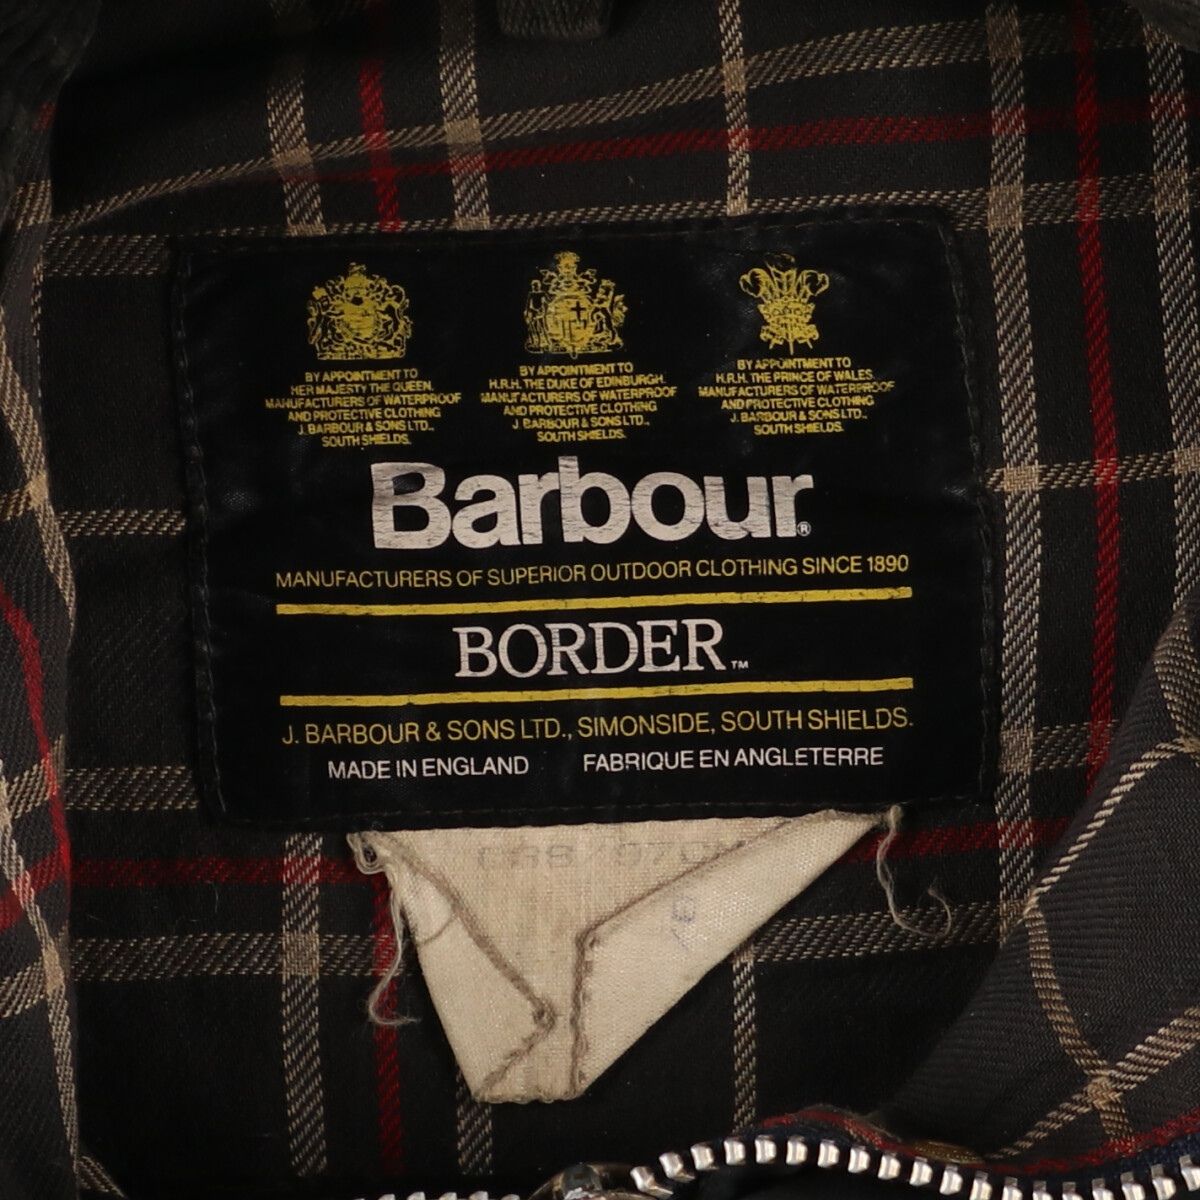 BY APPOINTMENT TO
HER MAJESTY THE QUEEN.
MANUFACTURERS OF WATERPROOF
AND PROTECTIVE CLOTHING
J. BARBOUR & SONS LTD.,
SOUTH SHIELDS.
BY APPOINTMENT TO
H.R.H. THE DUKE OF EDINBURGH.
MANUFACTURERS OF WATERPROOF
AND PROTECTIVE CLOTHING
J. BARBOUR & SONS LTD.,
SOUTH SHIELDS.
BY APPOINTMENT TO
H.R.H. THE PRINCE OF WALES.
MANUFACTURERS OF WATERPROOF
AND PROTECTIVE CLOTHING
J. BARBOUR & SONS LTD.,
SOUTH SHIELDS.
Barbour®
MANUFACTURERS OF SUPERIOR OUTDOOR CLOTHING SINCE 1890
BORDER™
J. BARBOUR & SONS LTD., SIMONSIDE, SOUTH SHIELDS.
MADE IN ENGLAND FABRIQUE EN ANGLETERRE